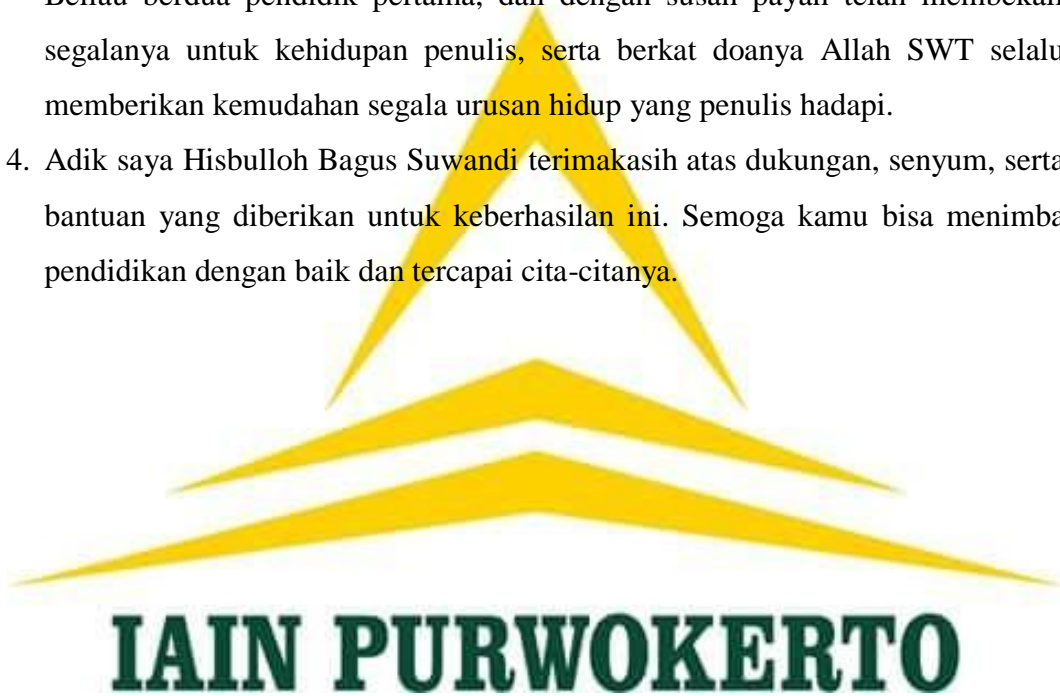 Beliau berdua pendidik pertama, dan dengan susah payah telah membekali
segalanya untuk kehidupan penulis, serta berkat doanya Allah SWT selalu
memberikan kemudahan segala urusan hidup yang penulis hadapi.
4. Adik saya Hisbulloh Bagus Suwandi terimakasih atas dukungan, senyum, serta
bantuan yang diberikan untuk keberhasilan ini. Semoga kamu bisa menimba
pendidikan dengan baik dan tercapai cita-citanya.
IAIN PURWOKERTO